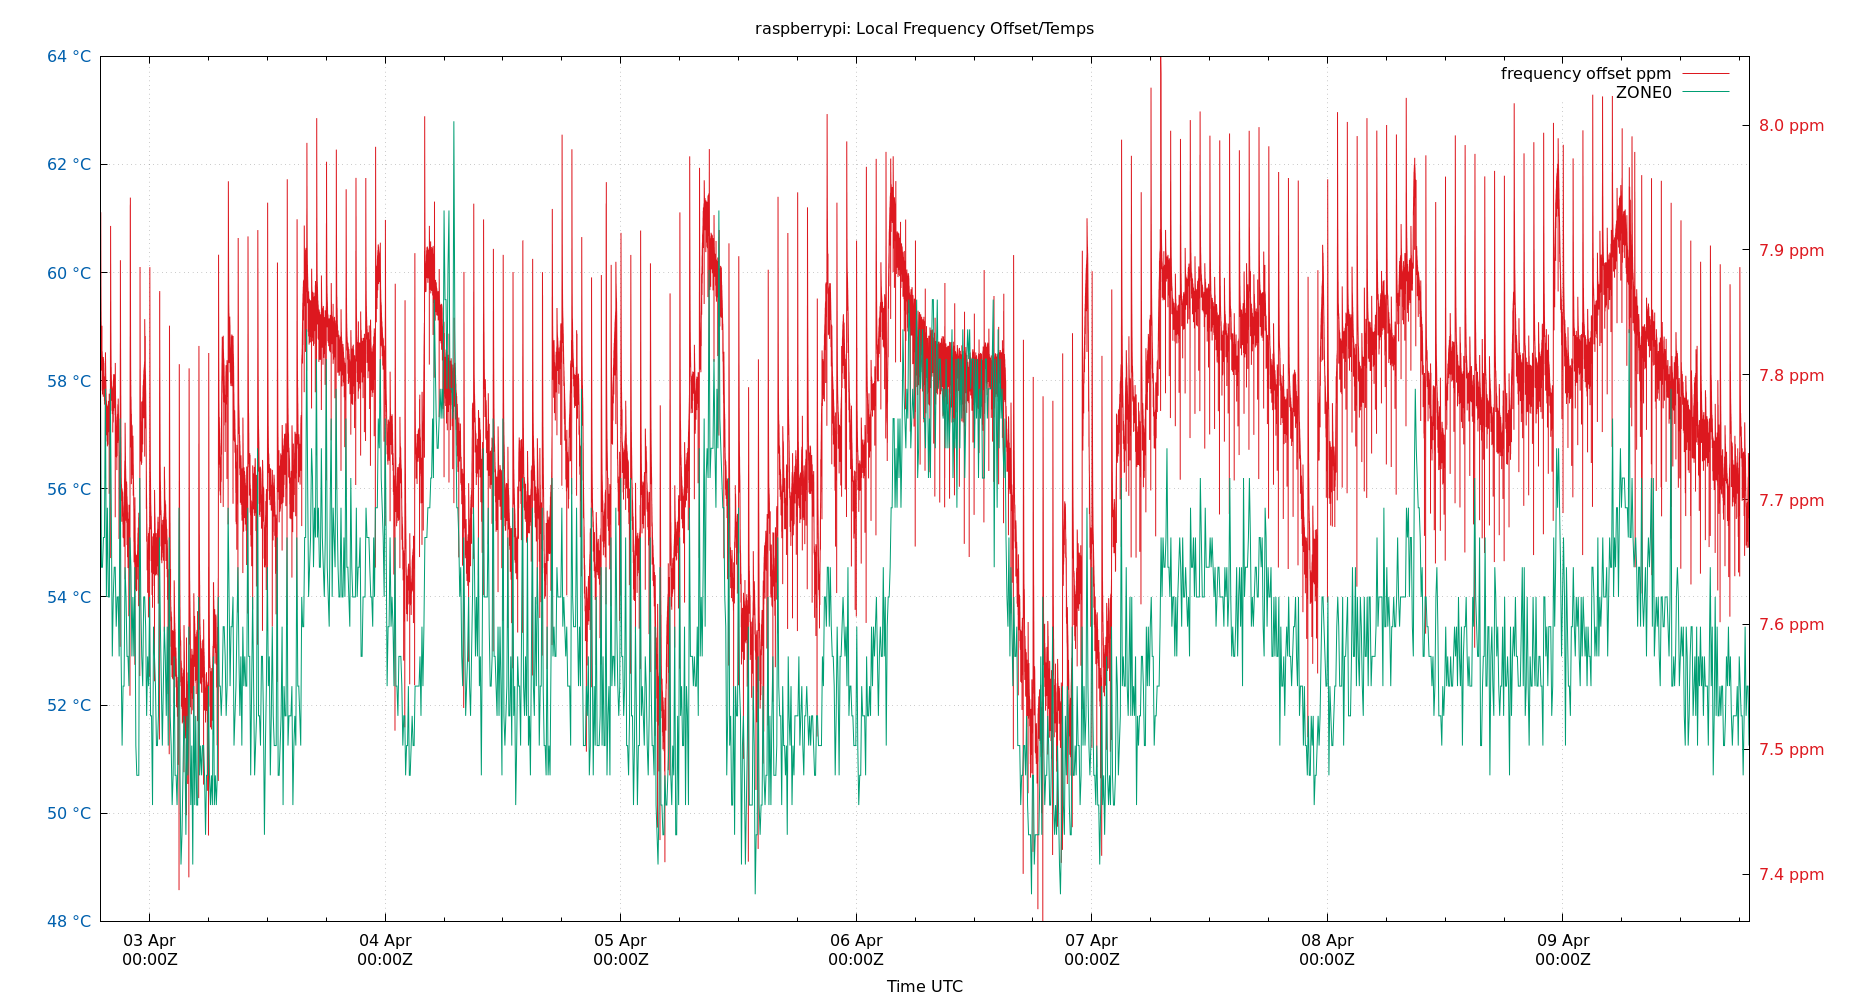 raspberrypi: Local Frequency Offset/Temps
frequency offset ppm
ZONE0
64 °C
62 °C
60 °C
58 °C
56 °C
54 °C
52 °C
50 °C
48 °C
8.0 ppm
7.9 ppm
7.8 ppm
7.7 ppm
7.6 ppm
7.5 ppm
7.4 ppm
03 Apr
00:00Z
04 Apr
00:00Z
05 Apr
00:00Z
06 Apr
00:00Z
07 Apr
00:00Z
08 Apr
00:00Z
09 Apr
00:00Z
Time UTC